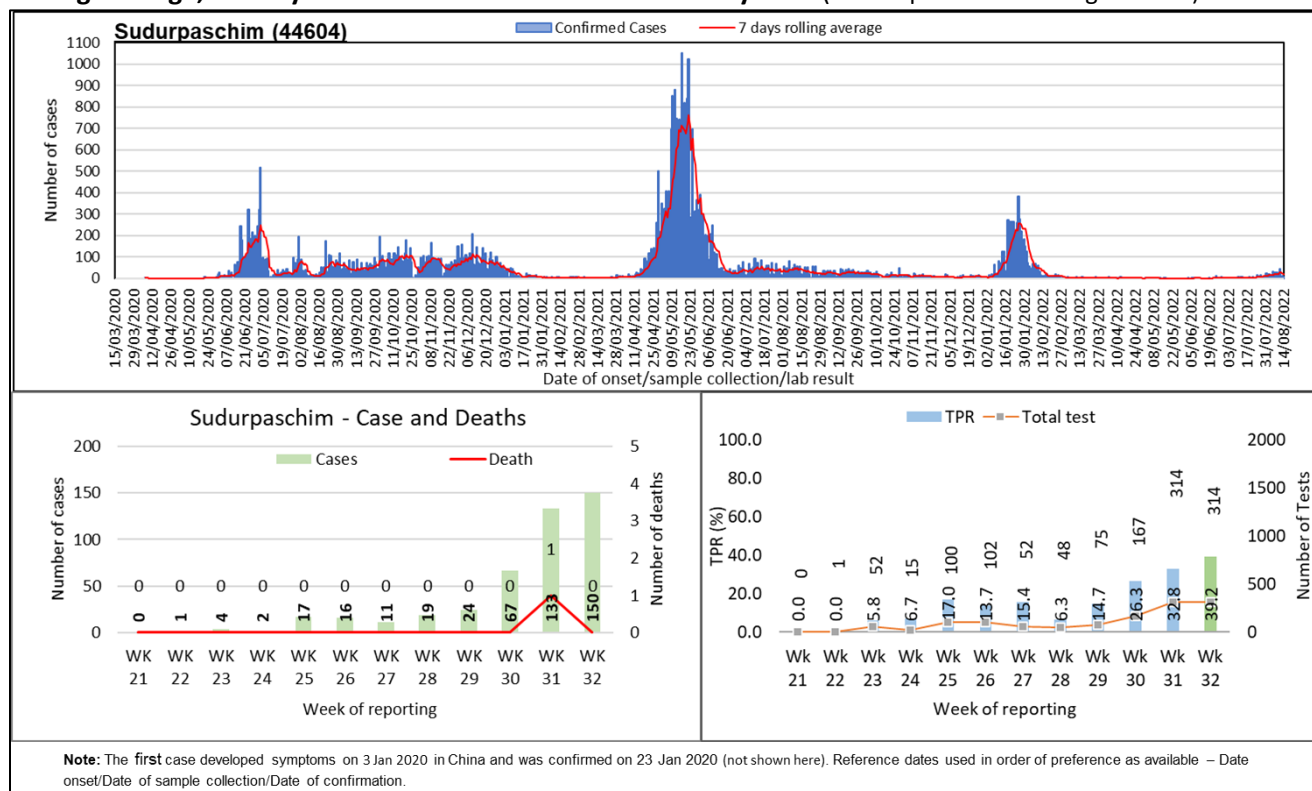 Sudurpaschim (44604)
Confirmed Cases 7 days rolling average
Number of cases
1100
1000
900
800
700
600
500
400
300
200
100
0
15/03/2020 29/03/2020 12/04/2020 26/04/2020 10/05/2020 24/05/2020 07/06/2020 21/06/2020 05/07/2020 19/07/2020 02/08/2020 16/08/2020 30/08/2020 13/09/2020 27/09/2020 11/10/2020 25/10/2020 08/11/2020 22/11/2020 06/12/2020 20/12/2020 03/01/2021 17/01/2021 31/01/2021 14/02/2021 28/02/2021 14/03/2021 28/03/2021 11/04/2021 25/04/2021 09/05/2021 23/05/2021 06/06/2021 20/06/2021 04/07/2021 18/07/2021 01/08/2021 15/08/2021 29/08/2021 12/09/2021 26/09/2021 10/10/2021 24/10/2021 07/11/2021 21/11/2021 05/12/2021 19/12/2021 02/01/2022 16/01/2022 30/01/2022 13/02/2022 27/02/2022 13/03/2022 27/03/2022 10/04/2022 24/04/2022 08/05/2022 22/05/2022 05/06/2022 19/06/2022 03/07/2022 17/07/2022 31/07/2022 14/08/2022
Date of onset/sample collection/lab result
Sudurpaschim - Case and Deaths
Cases Death
Number of cases
200
150
100
50
0
Number of deaths
5
4
3
2
1
0
0 0 0 0 0 0 0 0 0 0 1 0
0 1 4 2 17 16 11 19 24 67 133 150
WK 21 WK 22 WK 23 WK 24 WK 25 WK 26 WK 27 WK 28 WK 29 WK 30 WK 31 WK 32
Week of reporting
TPR Total test
TPR (%)
100.0
80.0
60.0
40.0
20.0
0.0
Number of Tests
2000
1500
1000
500
0
0 1 52 15 100 102 52 48 75 167 314 314
0.0 0.0 5.8 6.7 17.0 13.7 15.4 6.3 14.7 26.3 32.8 39.2
Wk 21 Wk 22 Wk 23 Wk 24 Wk 25 Wk 26 Wk 27 Wk 28 Wk 29 Wk 30 Wk 31 Wk 32
Week of reporting
Note: The first case developed symptoms on 3 Jan 2020 in China and was confirmed on 23 Jan 2020 (not shown here). Reference dates used in order of preference as available – Date
onset/Date of sample collection/Date of confirmation.